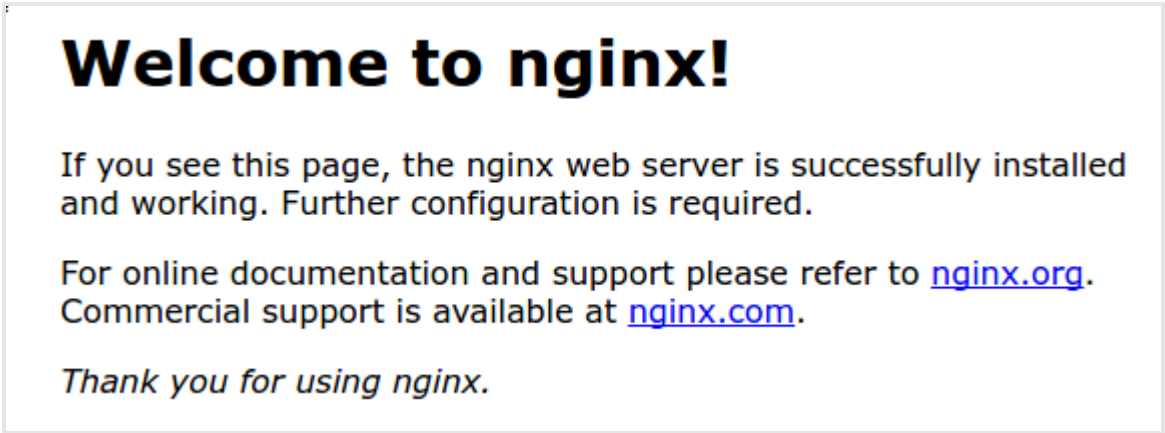 Welcome to nginx!
If you see this page, the nginx web server is successfully installed
and working. Further configuration is required.
For online documentation and support please refer to nginx.org.
Commercial support is available at nginx.com.
Thank you for using nginx.